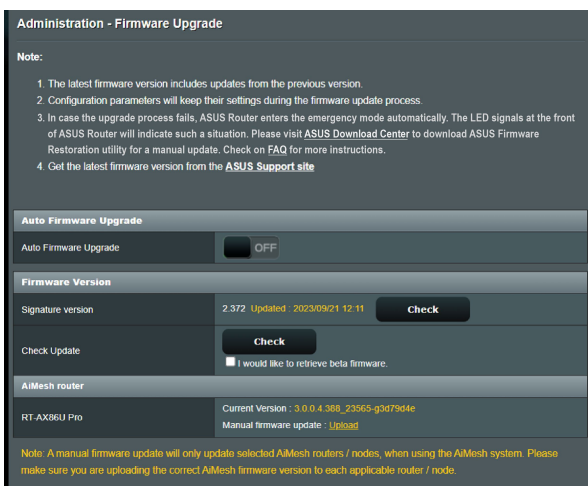 Administration - Firmware Upgrade
Note:
1. The latest firmware version includes updates from the previous version.
2. Configuration parameters will keep their settings during the firmware update process.
3. In case the upgrade process fails, ASUS Router enters the emergency mode automatically. The LED signals at the front
of ASUS Router will indicate such a situation. Please visit ASUS Download Center to download ASUS Firmware
Restoration utility for a manual update. Check on FAQ for more instructions.
4. Get the latest firmware version from the ASUS Support site
Auto Firmware Upgrade
Auto Firmware Upgrade OFF
Firmware Version
Signature version 2.372 Updated : 2023/09/21 12:11 Check
Check Update Check
I would like to retrieve beta firmware.
AiMesh router
RT-AX86U Pro
Current Version : 3.0.0.4.388_23565-g3d79d4e
Manual firmware update : Upload
Note: A manual firmware update will only update selected AiMesh routers / nodes, when using the AiMesh system. Please
make sure you are uploading the correct AiMesh firmware version to each applicable router / node.